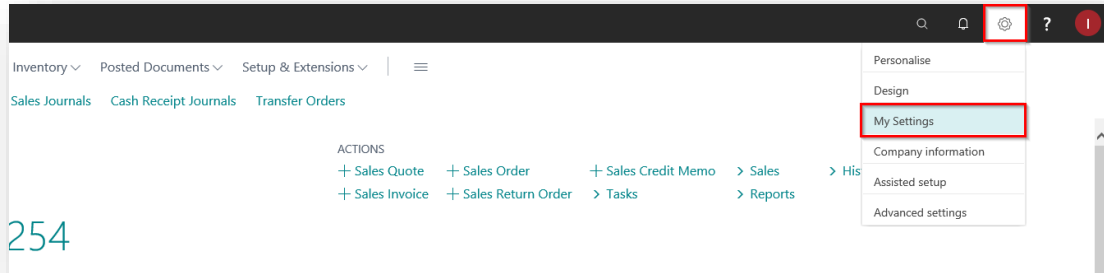 ?
I
Inventory
Posted Documents
Setup & Extensions
Personalise
Design
Sales Journals
Cash Receipt Journals
Transfer Orders
My Settings
ACTIONS
Company information
+ Sales Quote
+ Sales Order
+ Sales Credit Memo
> Sales
> His
Assisted setup
+ Sales Invoice
+ Sales Return Order
> Tasks
> Reports
Advanced settings
254